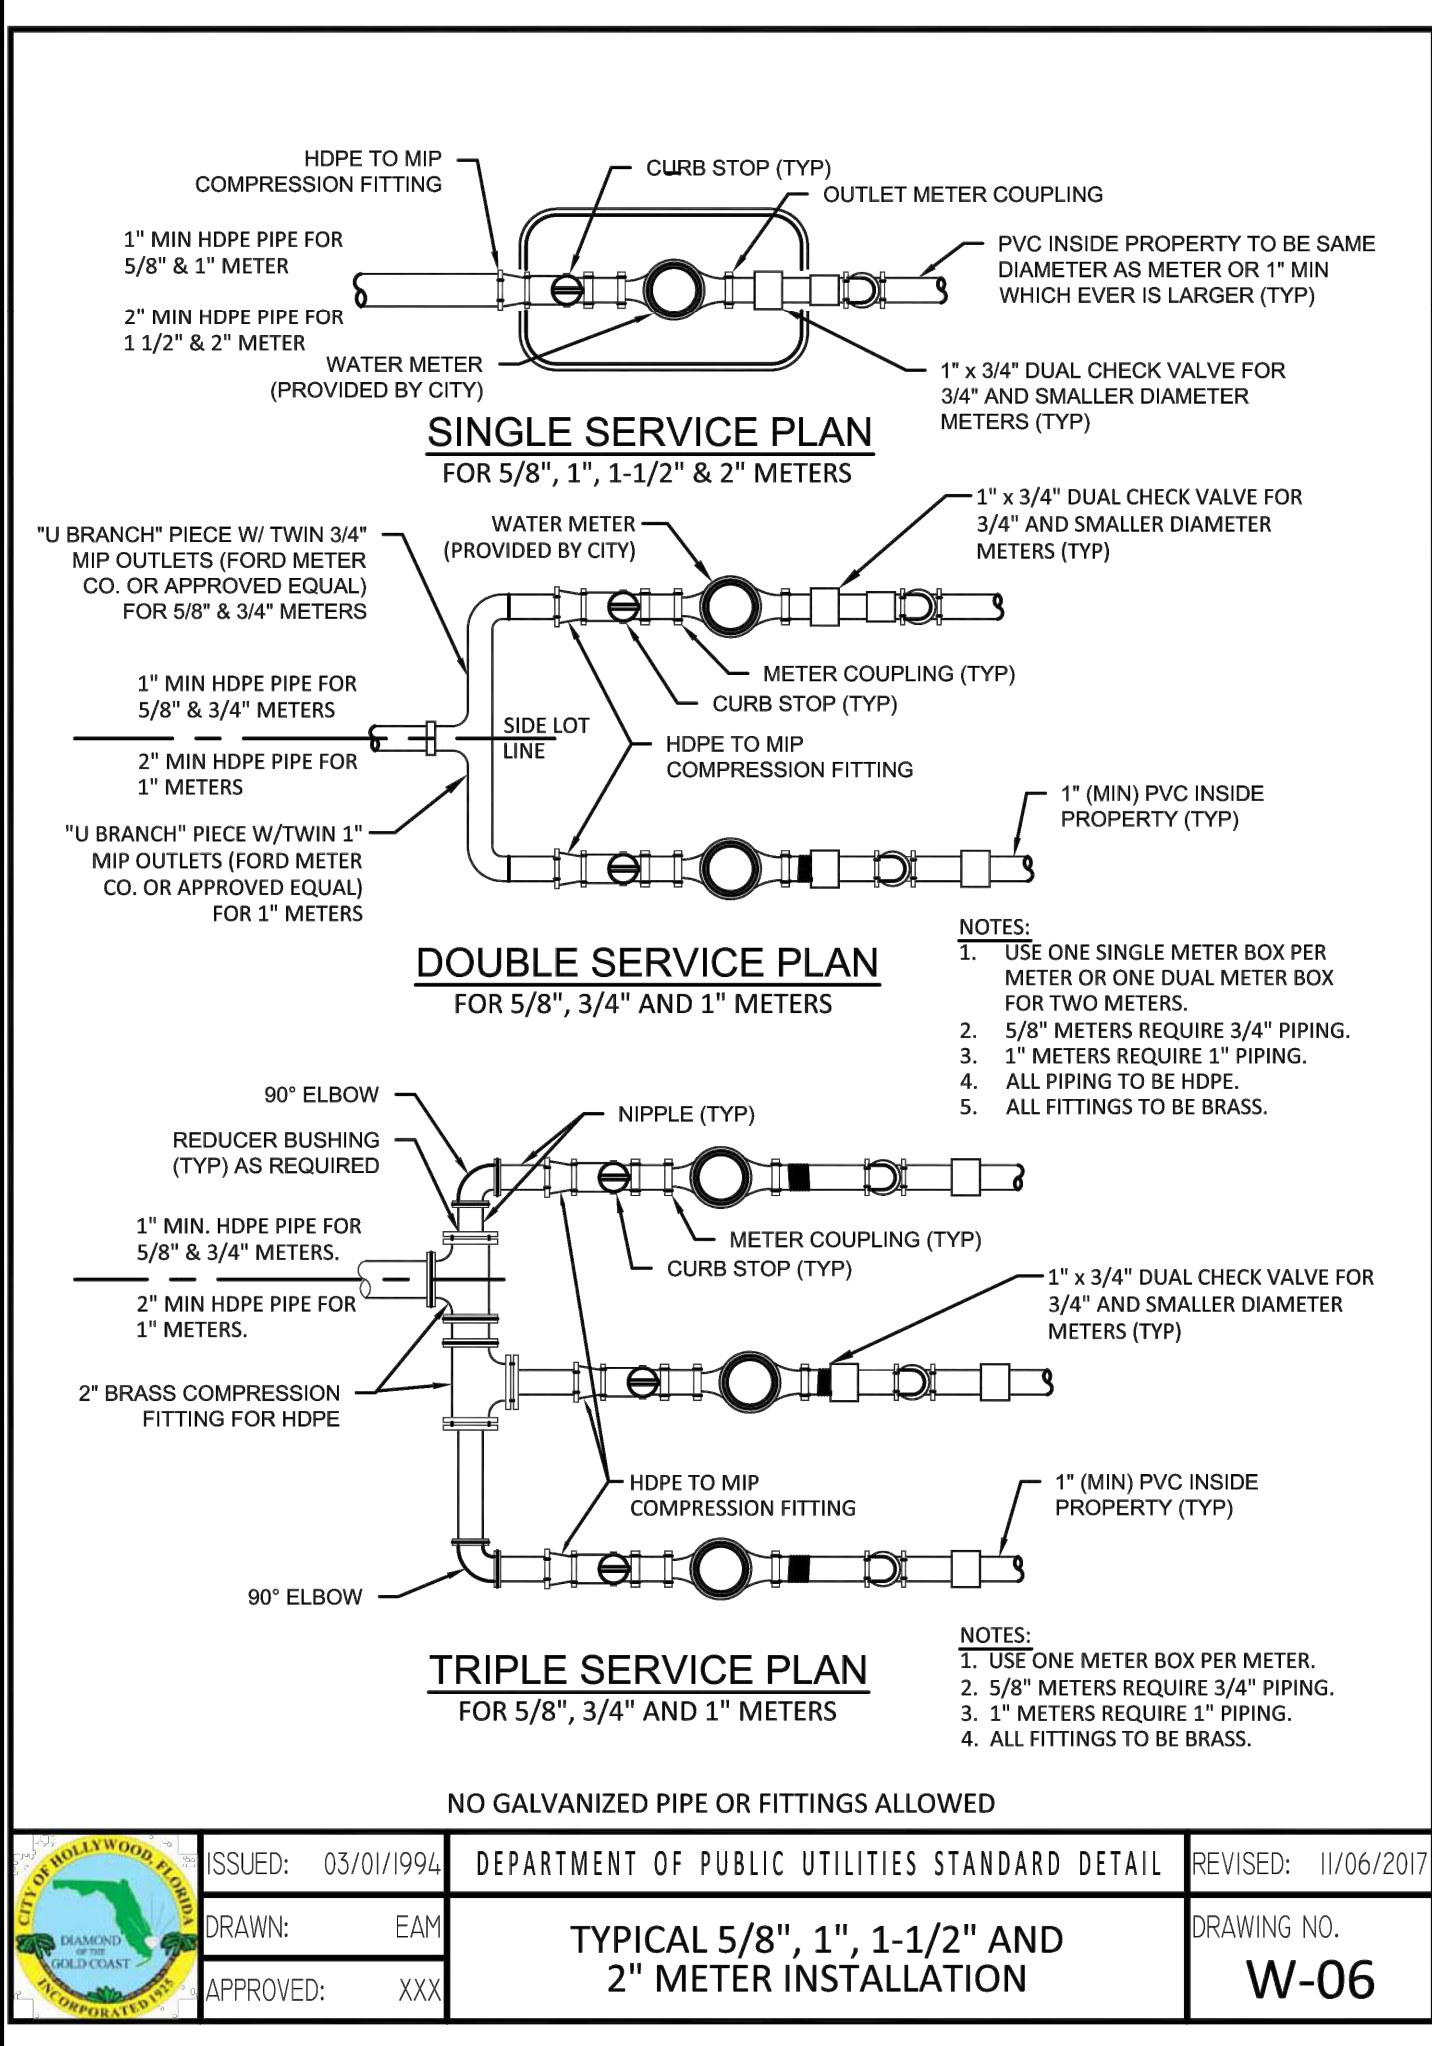 HDPE TO MIP
COMPRESSION FITTING
CURB STOP (TYP)
OUTLET METER COUPLING
1" MIN HDPE PIPE FOR
5/8" & 1" METER
2" MIN HDPE PIPE FOR
1 1/2" & 2" METER
PVC INSIDE PROPERTY TO BE SAME
DIAMETER AS METER OR 1" MIN
WHICH EVER IS LARGER (TYP)
WATER METER
(PROVIDED BY CITY)
1" x 3/4" DUAL CHECK VALVE FOR
3/4" AND SMALLER DIAMETER
METERS (TYP)
SINGLE SERVICE PLAN
FOR 5/8", 1", 1-1/2" & 2" METERS
"U BRANCH" PIECE W/ TWIN 3/4"
MIP OUTLETS (FORD METER
CO. OR APPROVED EQUAL)
FOR 5/8" & 3/4" METERS
WATER METER
(PROVIDED BY CITY)
1" x 3/4" DUAL CHECK VALVE FOR
3/4" AND SMALLER DIAMETER
METERS (TYP)
METER COUPLING (TYP)
CURB STOP (TYP)
1" MIN HDPE PIPE FOR
5/8" & 3/4" METERS
SIDE LOT
LINE
2" MIN HDPE PIPE FOR
1" METERS
HDPE TO MIP
COMPRESSION FITTING
"U BRANCH" PIECE W/TWIN 1"
MIP OUTLETS (FORD METER
CO. OR APPROVED EQUAL)
FOR 1" METERS
1" (MIN) PVC INSIDE
PROPERTY (TYP)
DOUBLE SERVICE PLAN
FOR 5/8", 3/4" AND 1" METERS
NOTES:
1. USE ONE SINGLE METER BOX PER
METER OR ONE DUAL METER BOX
FOR TWO METERS.
2. 5/8" METERS REQUIRE 3/4" PIPING.
3. 1" METERS REQUIRE 1" PIPING.
4. ALL PIPING TO BE HDPE.
5. ALL FITTINGS TO BE BRASS.
90° ELBOW
REDUCER BUSHING
(TYP) AS REQUIRED
NIPPLE (TYP)
1" MIN. HDPE PIPE FOR
5/8" & 3/4" METERS.
2" MIN HDPE PIPE FOR
1" METERS.
METER COUPLING (TYP)
CURB STOP (TYP)
1" x 3/4" DUAL CHECK VALVE FOR
3/4" AND SMALLER DIAMETER
METERS (TYP)
2" BRASS COMPRESSION
FITTING FOR HDPE
HDPE TO MIP
COMPRESSION FITTING
1" (MIN) PVC INSIDE
PROPERTY (TYP)
90° ELBOW
TRIPLE SERVICE PLAN
FOR 5/8", 3/4" AND 1" METERS
NOTES:
1. USE ONE METER BOX PER METER.
2. 5/8" METERS REQUIRE 3/4" PIPING.
3. 1" METERS REQUIRE 1" PIPING.
4. ALL FITTINGS TO BE BRASS.
NO GALVANIZED PIPE OR FITTINGS ALLOWED
CITY OF HOLLYWOOD, FLORIDA
DIAMOND
OF THE
GOLD COAST
INCORPORATED 1925
ISSUED: 03/01/1994
DRAWN: EAM
APPROVED: XXX
DEPARTMENT OF PUBLIC UTILITIES STANDARD DETAIL
TYPICAL 5/8", 1", 1-1/2" AND
2" METER INSTALLATION
REVISED: 11/06/2017
DRAWING NO.
W-06